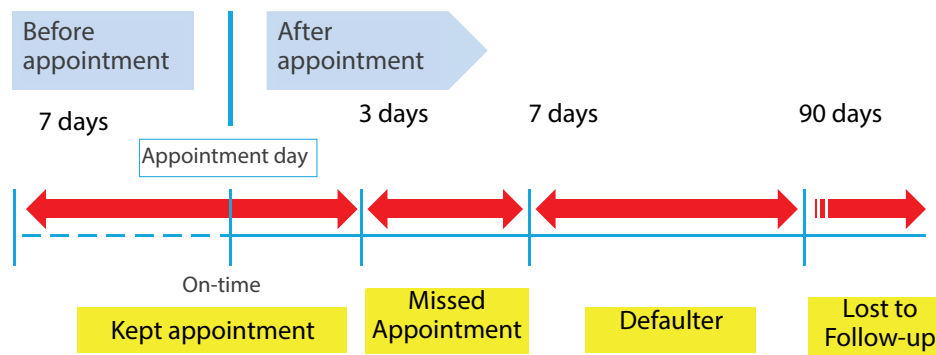 Before
appointment
After
appointment
7 days
3 days
7 days
90 days
Appointment day
On-time
Kept appointment
Missed
Appointment
Defaulter
Lost to
Follow-up